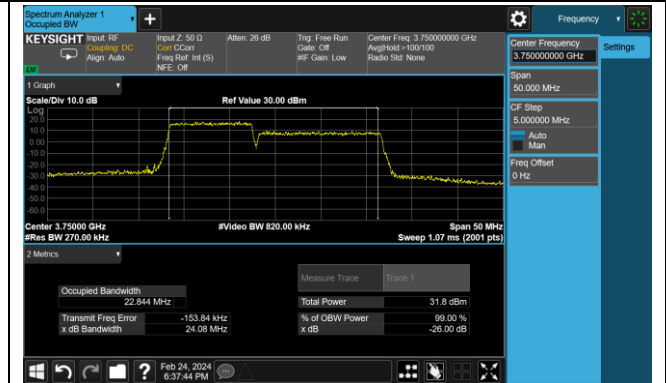 Spectrum Analyzer 1
Occupied BW
+
Frequency
KEYSIGHT Input: RF
Coupling: DC
Align: Auto
Input Z: 50 Ω
Corr CCorr
Freq Ref: Int (S)
NFE: Off
Atten: 26 dB
Trig: Free Run
Gate: Off
#IF Gain: Low
Center Freq: 3.750000000 GHz
Avg|Hold:>100/100
Radio Std: None
Center Frequency
3.750000000 GHz
Settings
Span
50.000 MHz
CF Step
5.000000 MHz
Auto
Man
Freq Offset
0 Hz
1 Graph
Scale/Div 10.0 dB
Ref Value 30.00 dBm
Log
20.0
10.0
0.00
-10.0
-20.0
-30.0
-40.0
-50.0
-60.0
Center 3.75000 GHz
#Video BW 820.00 kHz
Span 50 MHz
#Res BW 270.00 kHz
Sweep 1.07 ms (2001 pts)
2 Metrics
Measure Trace
Trace 1
Occupied Bandwidth
22.844 MHz
Total Power
31.8 dBm
Transmit Freq Error
-153.84 kHz
% of OBW Power
99.00 %
x dB Bandwidth
24.08 MHz
x dB
-26.00 dB
?
Feb 24, 2024
6:37:44 PM